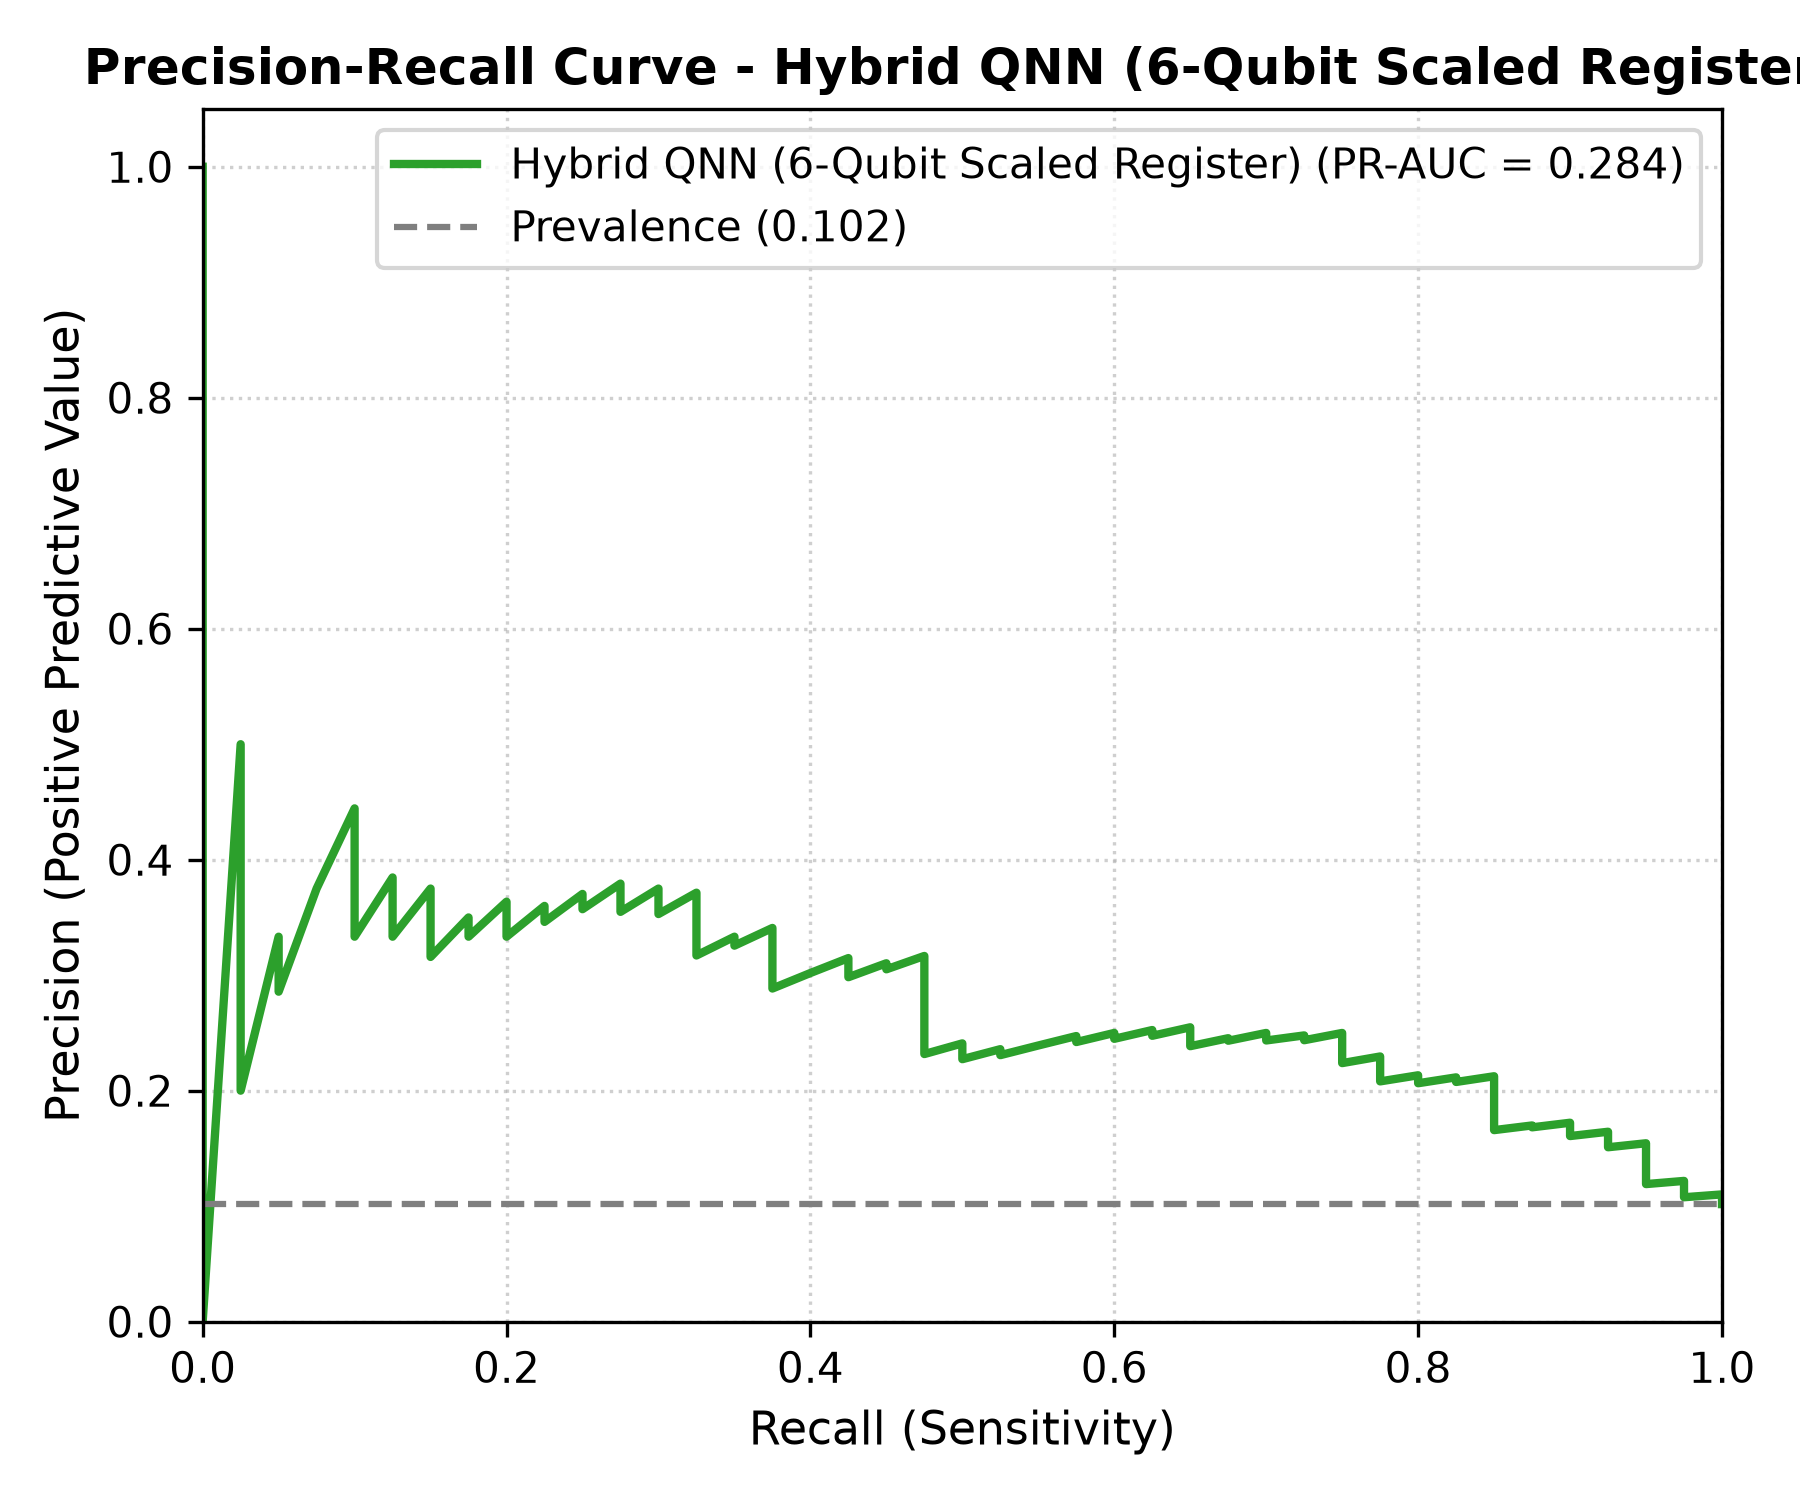 Precision-Recall Curve - Hybrid QNN (6-Qubit Scaled Register
Hybrid QNN (6-Qubit Scaled Register) (PR-AUC = 0.284)
Prevalence (0.102)
Precision (Positive Predictive Value)
1.0
0.8
0.6
0.4
0.2
0.0
0.0 0.2 0.4 0.6 0.8 1.0
Recall (Sensitivity)